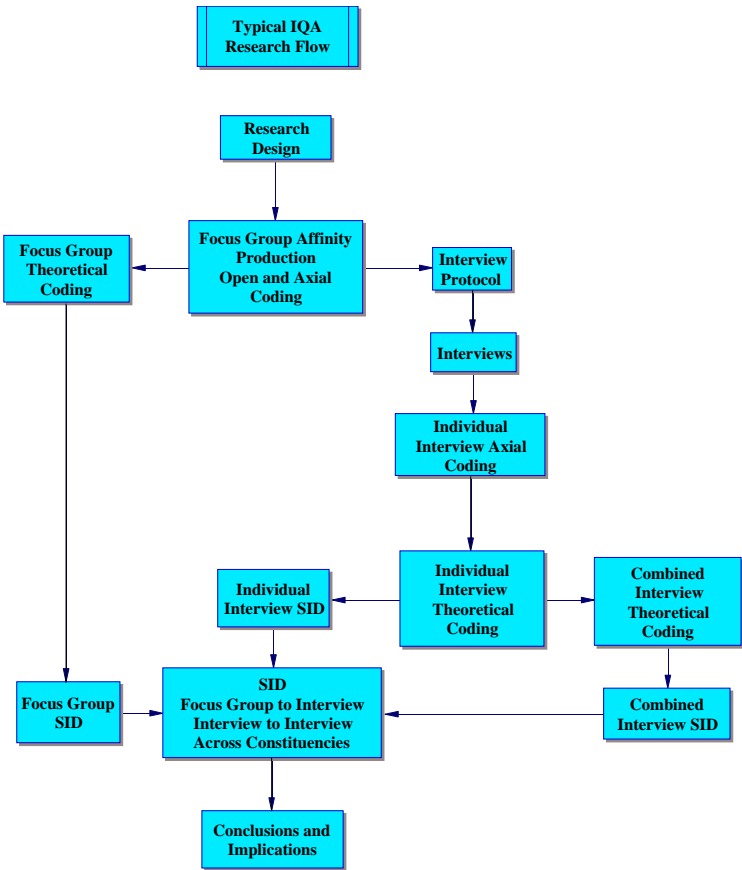 Typical IQA
Research Flow
Research
Design
Focus Group Affinity
Production
Open and Axial
Coding
Focus Group
Theoretical
Coding
Interview
Protocol
Interviews
Individual
Interview Axial
Coding
Individual
Interview
Theoretical
Coding
Individual
Interview SID
Combined
Interview
Theoretical
Coding
Focus Group
SID
SID
Focus Group to Interview
Interview to Interview
Across Constituencies
Combined
Interview SID
Conclusions and
Implications